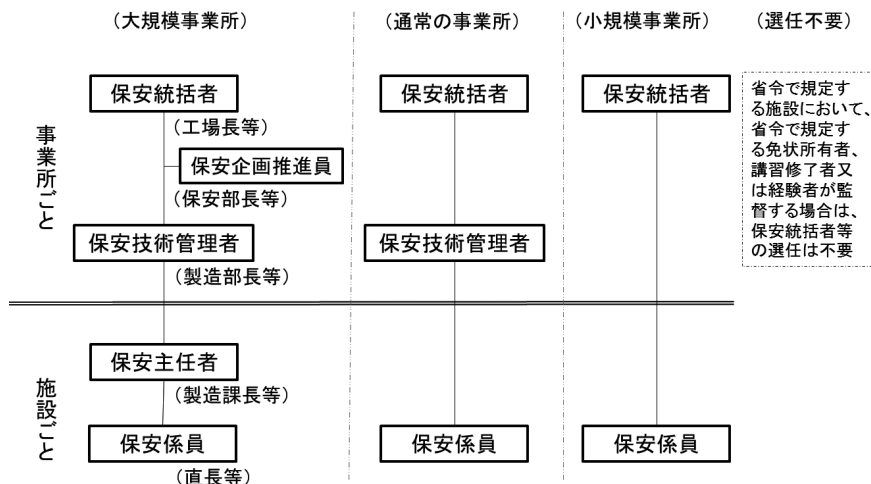 （大規模事業所）
（通常の事業所）
（小規模事業所）
（選任不要）
事業所ごと
保安統括者
（工場長等）
保安企画推進員
（保安部長等）
保安技術管理者
（製造部長等）
保安統括者
保安技術管理者
保安統括者
省令で規定す
る施設において、
省令で規定す
る免状所有者、
講習修了者又
は経験者が監
督する場合は、
保安統括者等
の選任は不要
施設ごと
保安主任者
（製造課長等）
保安係員
（直長等）
保安係員
保安係員